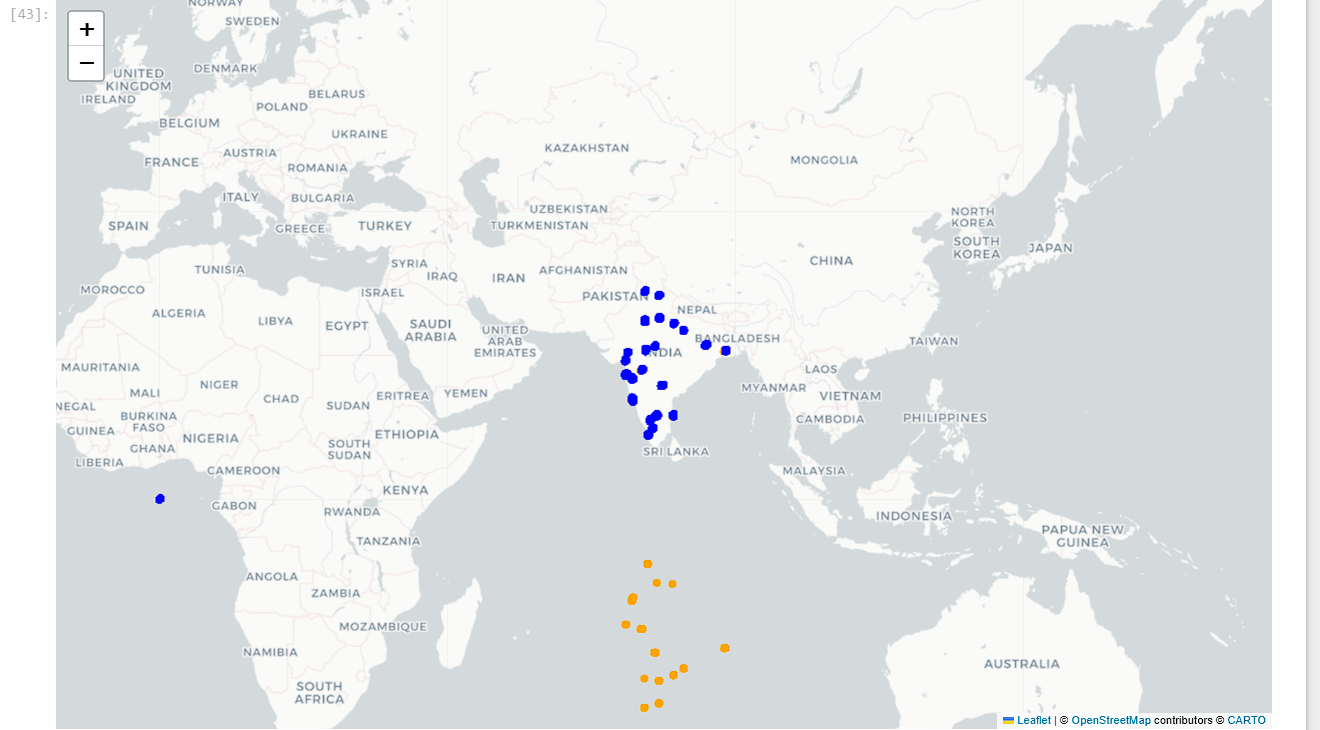 [43]:
+
−
NORWAY
SWEDEN
DENMARK
UNITED
KINGDOM
IRELAND
BELARUS
POLAND
BELGIUM
UKRAINE
FRANCE
AUSTRIA
ROMANIA
KAZAKHSTAN
MONGOLIA
ITALY
BULGARIA
SPAIN
GREECE
TURKEY
UZBEKISTAN
TURKMENISTAN
NORTH
KOREA
SOUTH
KOREA
JAPAN
TUNISIA
SYRIA
IRAQ
IRAN
AFGHANISTAN
CHINA
MOROCCO
ISRAEL
PAKISTAN
NEPAL
ALGERIA
LIBYA
EGYPT
SAUDI
ARABIA
UNITED
ARAB
EMIRATES
BANGLADESH
INDIA
TAIWAN
MAURITANIA
MALI
NIGER
CHAD
SUDAN
ERITREA
YEMEN
MYANMAR
LAOS
VIETNAM
NEGAL
BURKINA
FASO
GUINEA
NIGERIA
GHANA
LIBERIA
ETHIOPIA
SOUTH
SUDAN
CAMBODIA
PHILIPPINES
SRI LANKA
CAMEROON
MALAYSIA
GABON
KENYA
RWANDA
INDONESIA
PAPUA NEW
GUINEA
TANZANIA
ANGOLA
ZAMBIA
MOZAMBIQUE
NAMIBIA
SOUTH
AFRICA
AUSTRALIA
Leaflet | © OpenStreetMap contributors © CARTO